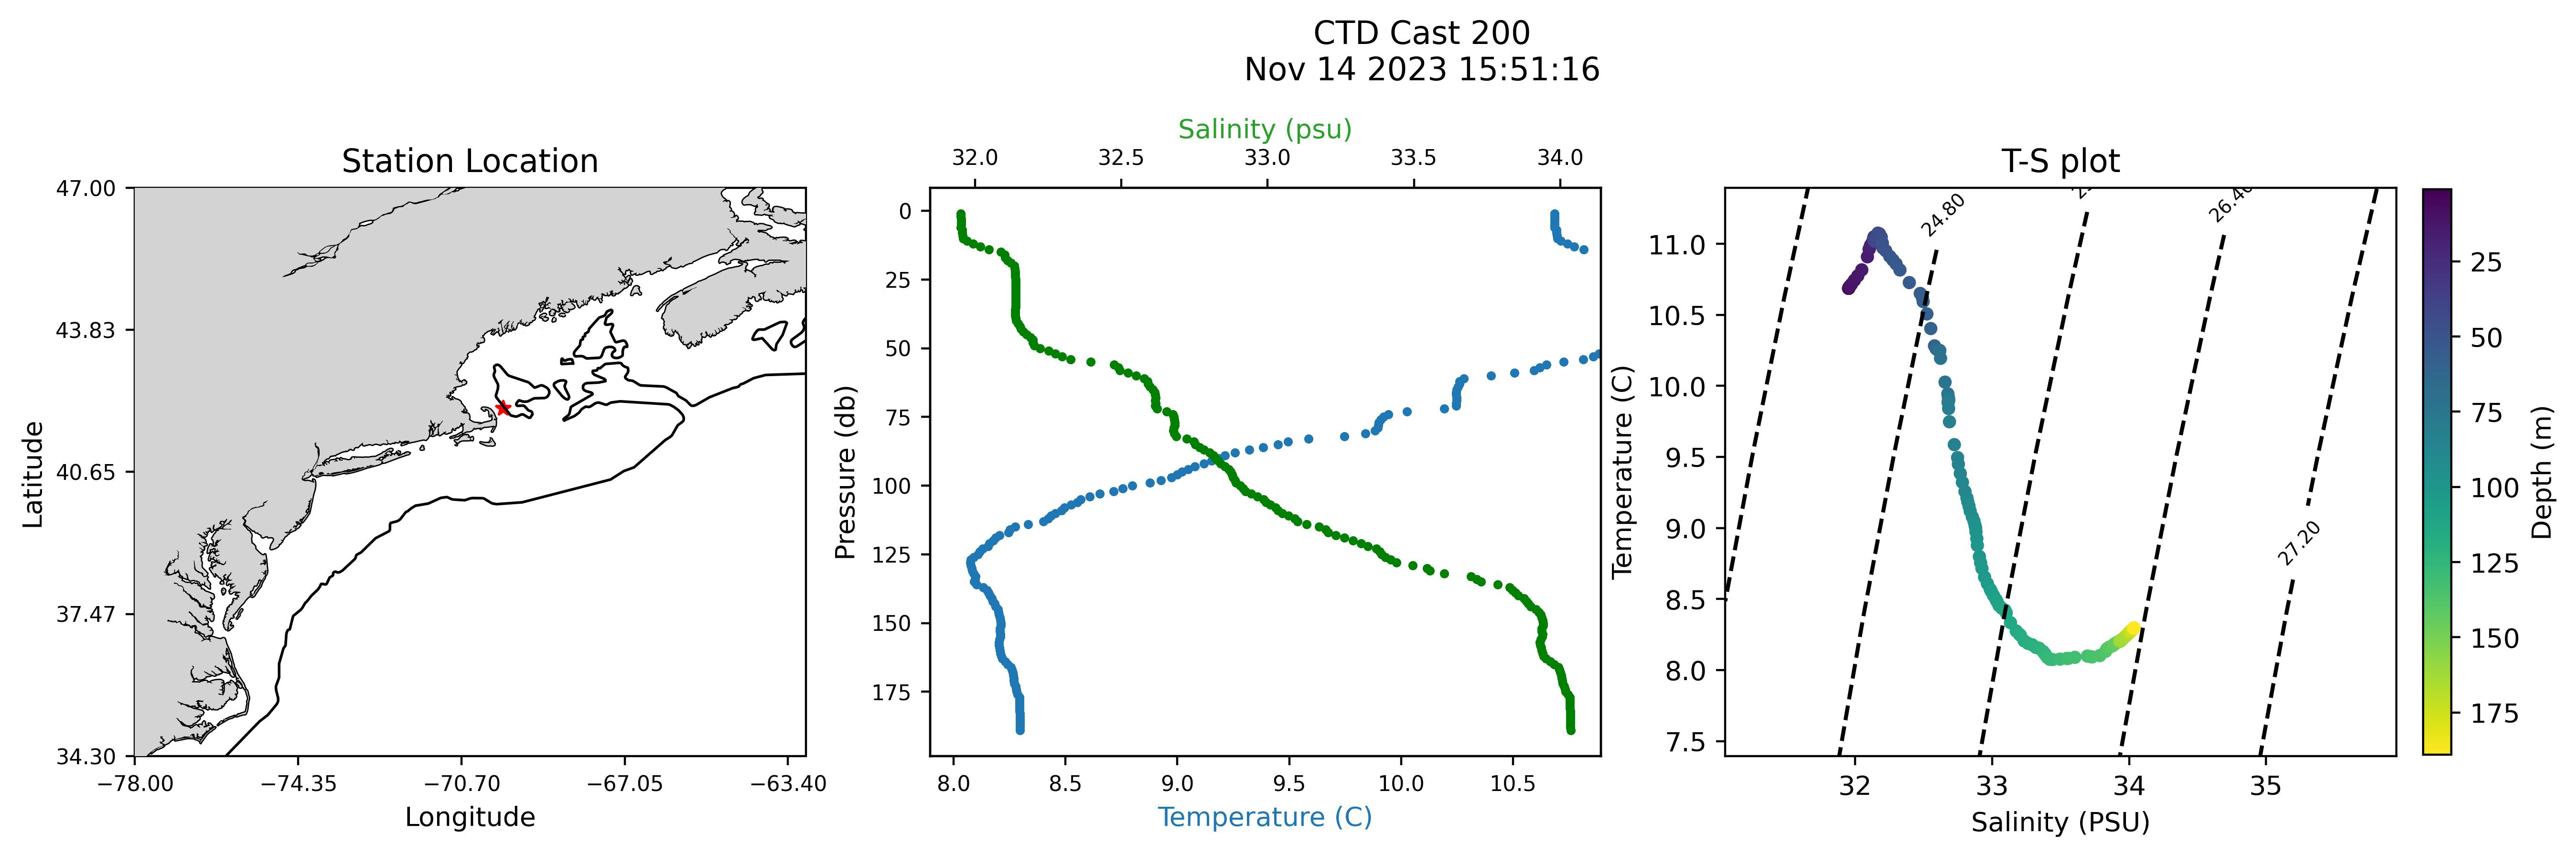 CTD Cast 200
Nov 14 2023 15:51:16
Station Location
47.00
43.83
40.65
37.47
34.30
Latitude
−78.00 −74.35 −70.70 −67.05 −63.40
Longitude
Salinity (psu)
32.0 32.5 33.0 33.5 34.0
0
25
50
75
100
125
150
175
Pressure (db)
8.0 8.5 9.0 9.5 10.0 10.5
Temperature (C)
T-S plot
24.80
26.40
27.20
11.0
10.5
10.0
9.5
9.0
8.5
8.0
7.5
Temperature (C)
32 33 34 35
Salinity (PSU)
25
50
75
100
125
150
175
Depth (m)